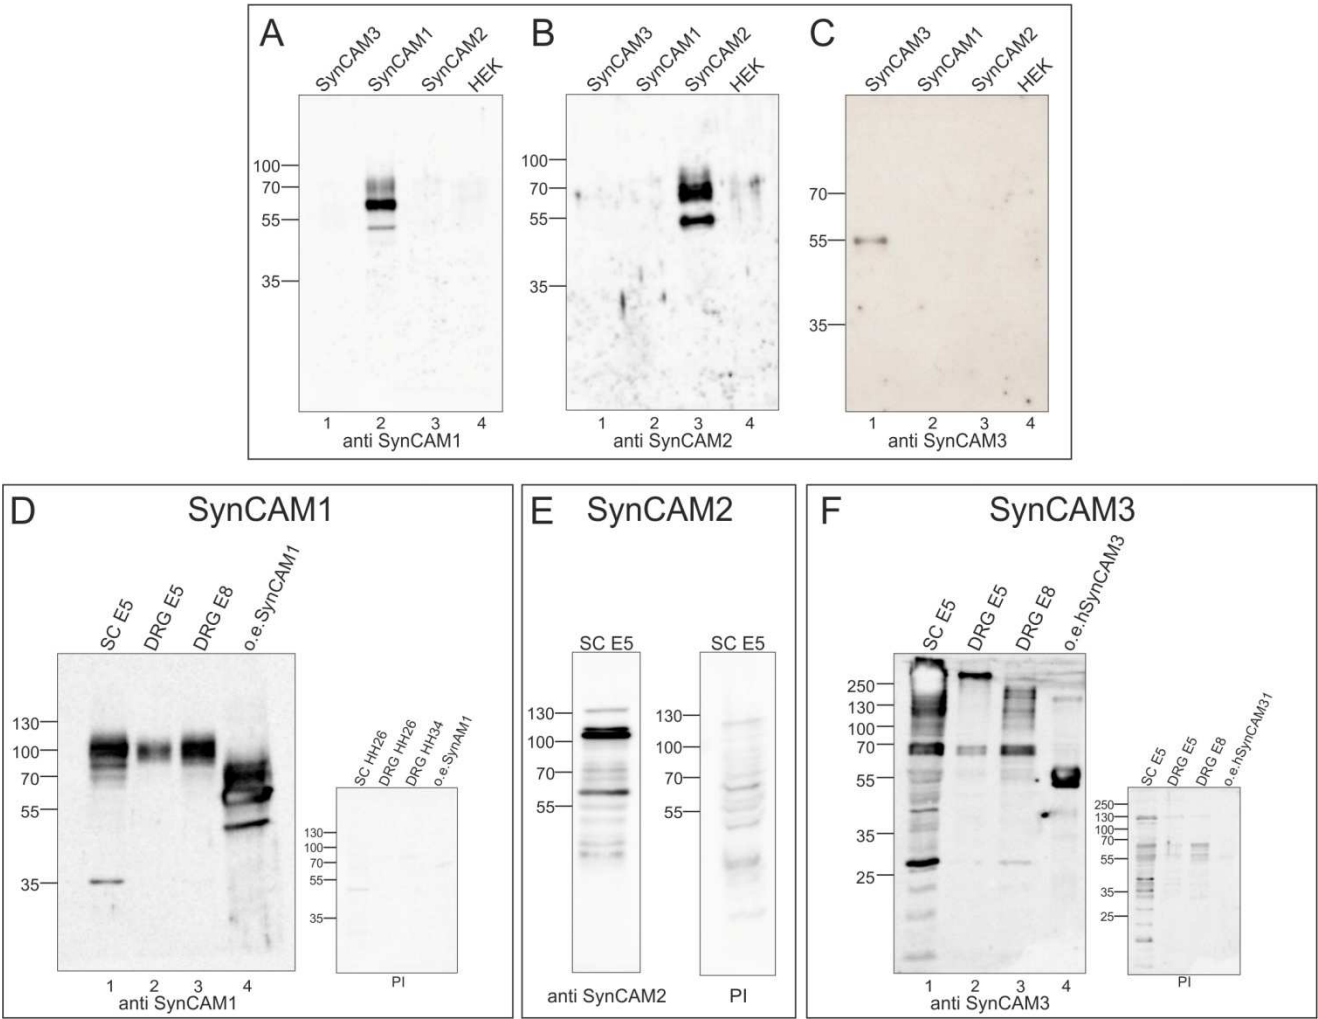 A
SynCAM3
SynCAM1
SynCAM2
HEK
100
70
55
35
1 2 3 4
anti SynCAM1
B
SynCAM3
SynCAM1
SynCAM2
HEK
100
70
55
35
1 2 3 4
anti SynCAM2
C
SynCAM3
SynCAM1
SynCAM2
HEK
70
55
35
1 2 3 4
anti SynCAM3
D SynCAM1
SC E5
DRG E5
DRG E8
o.e.SynCAM1
130
100
70
55
35
1 2 3 4
anti SynCAM1
SC HH26
DRG HH26
DRG HH34
o.e.SynAM1
130
100
70
55
35
PI
E SynCAM2
SC E5
130
100
70
55
anti SynCAM2
SC E5
130
100
70
55
PI
F SynCAM3
SC E5
DRG E5
DRG E8
o.e.hSynCAM3
250
130
100
70
55
35
25
1 2 3 4
anti SynCAM3
SC E5
DRG E5
DRG E8
o.e.hSynCAM31
250
130
100
70
55
35
25
PI